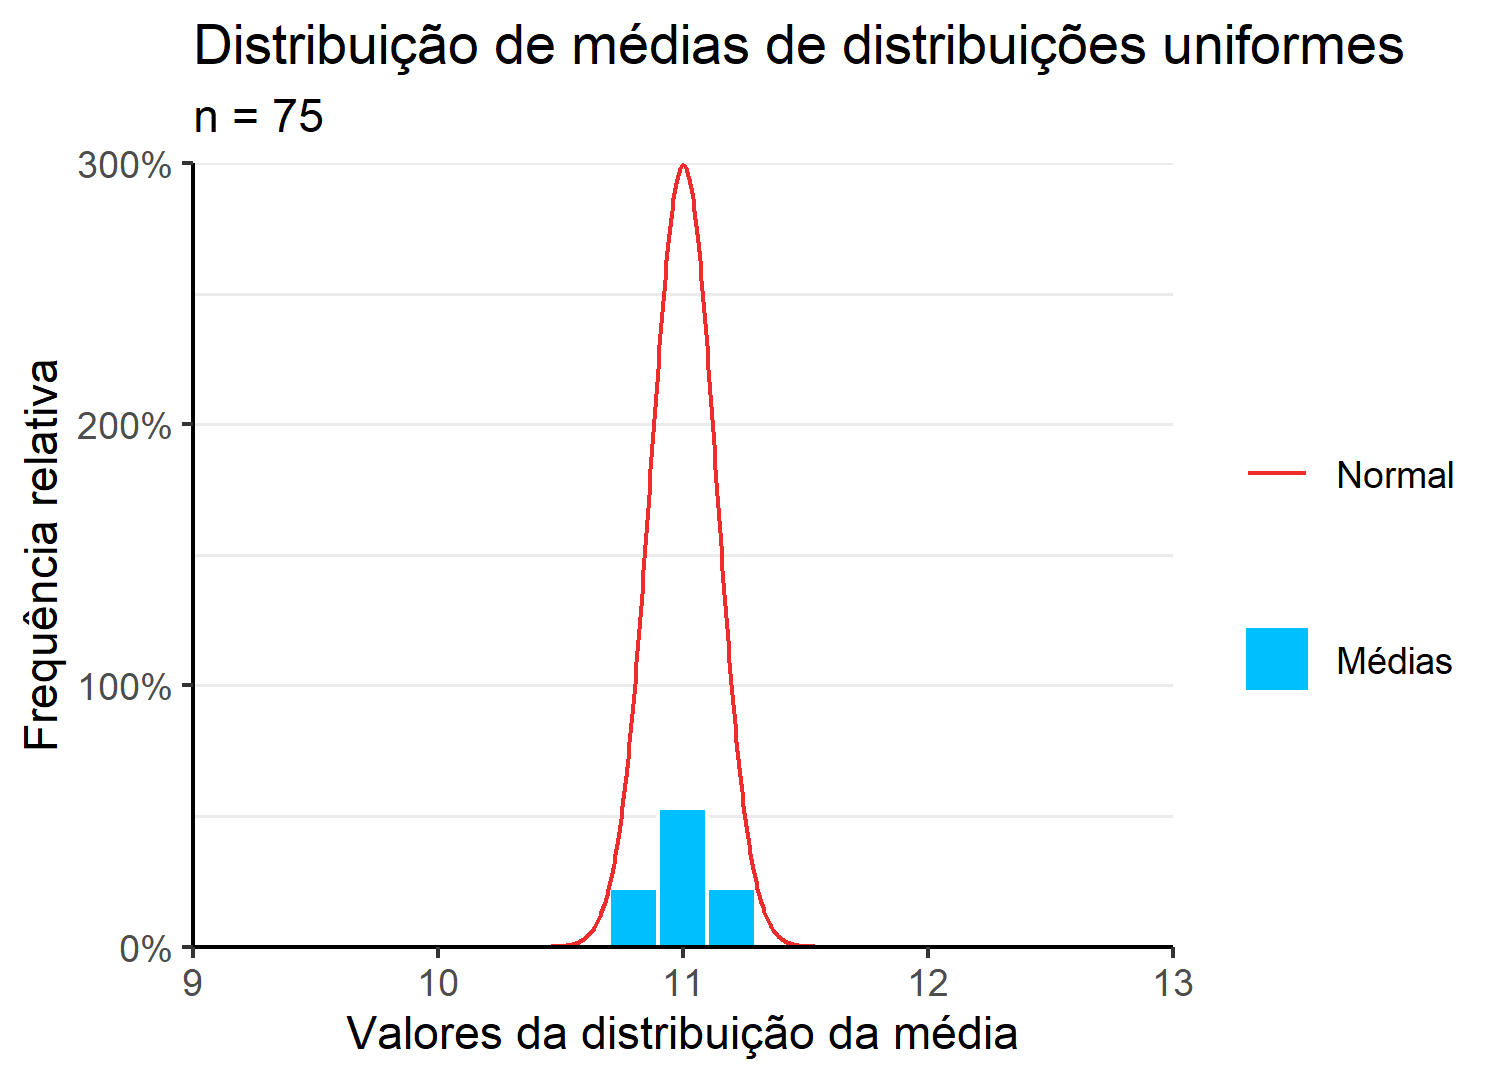 Distribuição de médias de distribuições uniformes
n = 75
300%
200%
100%
0%
Frequência relativa
9 10 11 12 13
Valores da distribuição da média
Normal
Médias